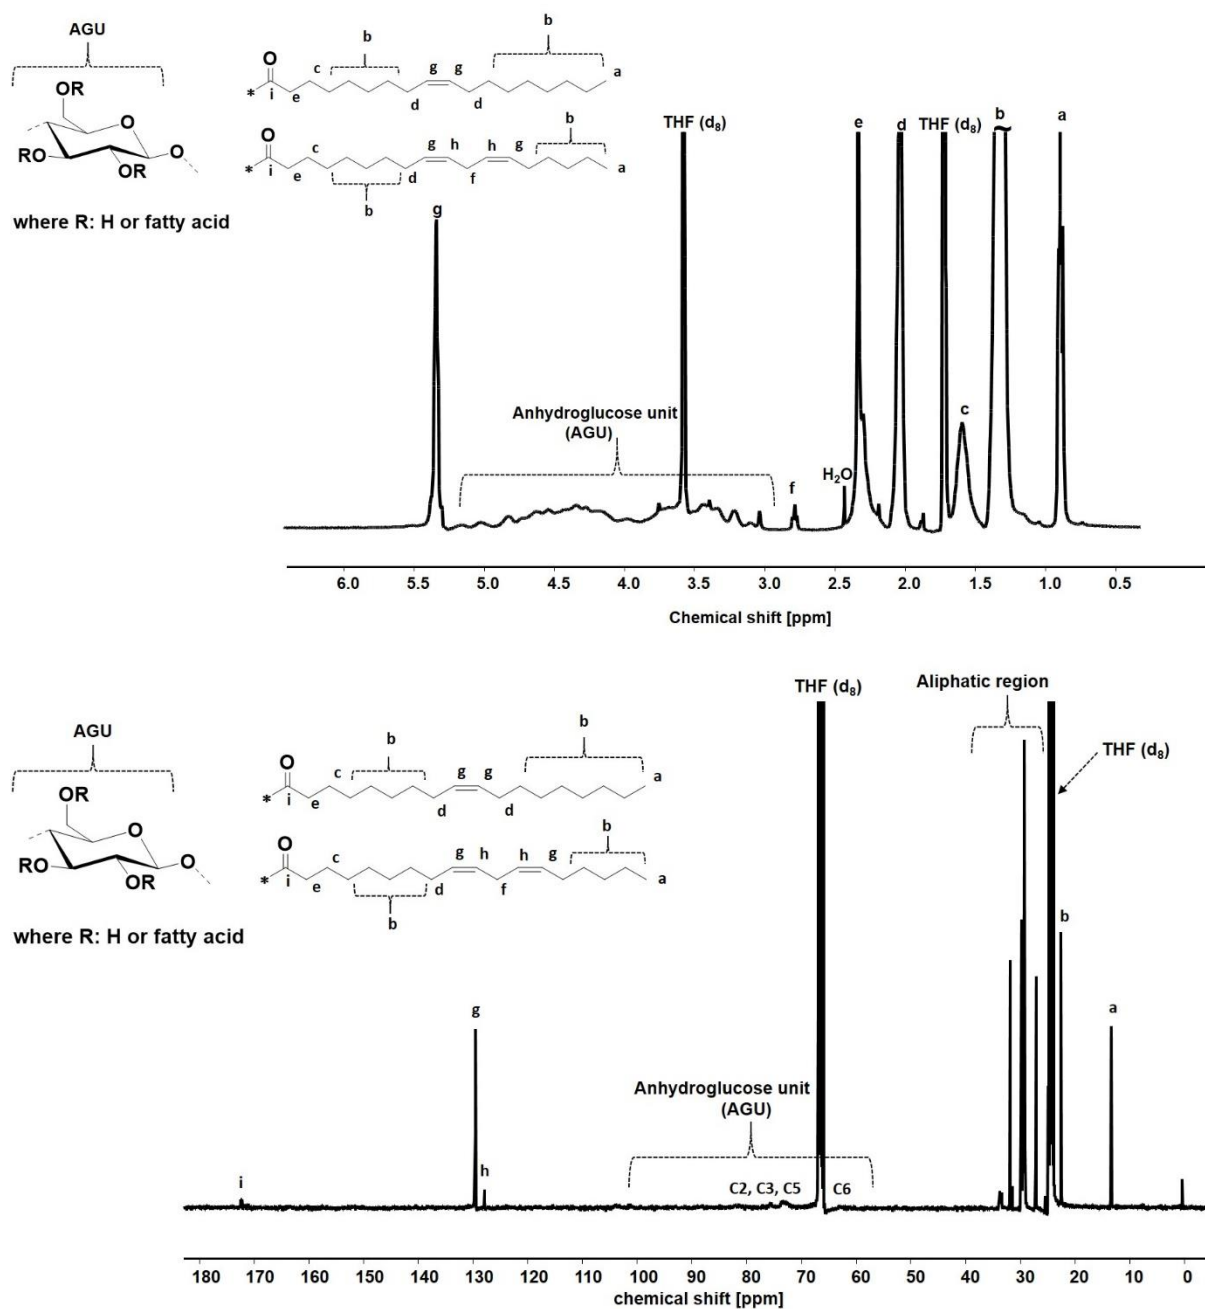 AGU
OR
O
RO
OR
O
where R: H or fatty acid
b
b
O
c
g
g
a
*
i
e
d
d
b
O
c
g
h
h
g
*
i
e
d
f
a
b
g
Anhydroglucose unit
(AGU)
THF (d8)
f
H2O
e
d
THF (d8)
c
b
a
6.0 5.5 5.0 4.5 4.0 3.5 3.0 2.5 2.0 1.5 1.0 0.5
Chemical shift [ppm]
AGU
OR
O
RO
OR
O
where R: H or fatty acid
b
b
O
c
g
g
a
*
i
e
d
d
b
O
c
g
h
h
g
*
i
e
d
f
a
b
THF (d8)
Aliphatic region
THF (d8)
b
a
g
h
i
Anhydroglucose unit
(AGU)
C2, C3, C5
C6
180 170 160 150 140 130 120 110 100 90 80 70 60 50 40 30 20 10 0
chemical shift [ppm]